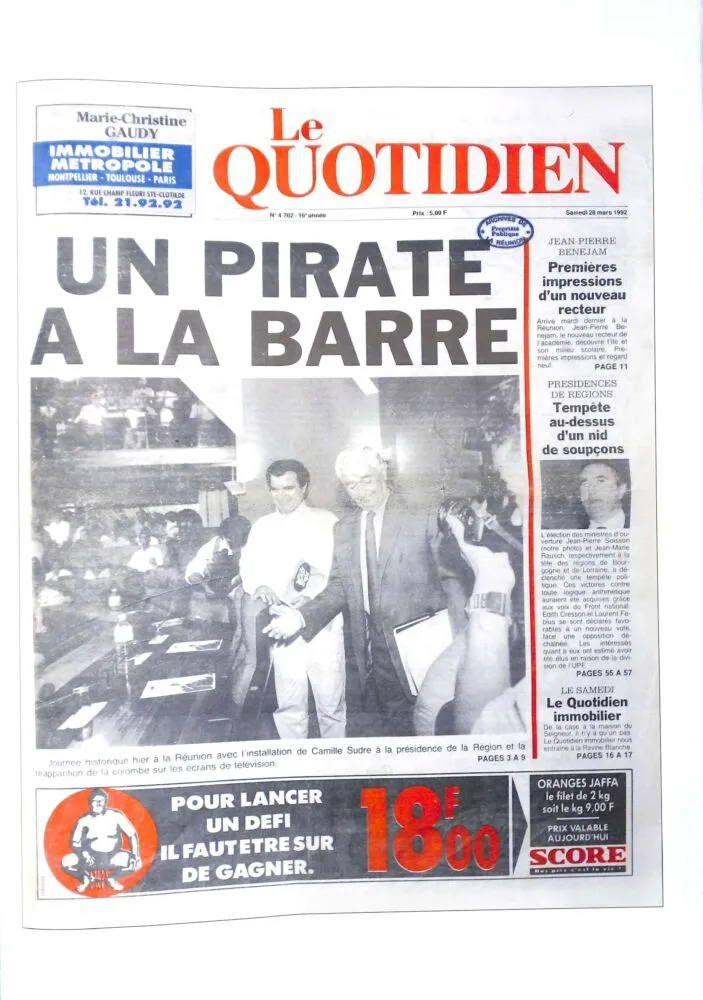 Marie-Christine
GAUDY
IMMOBILIER
METROPOLE
MONTPELLIER - TOULOUSE - PARIS
12, RUE CHAMP FLEURI STE-CLOTILDE
Tél. 21.92.92
Le
QUOTIDIEN
N° 4 702 - 16e année
Prix : 5,00 F
Samedi 28 mars 1992
ARCHIVES DE
Propriété
Publique
LA RÉUNION
UN PIRATE
A LA BARRE
JEAN-PIERRE
BENEJAM
Premières
impressions
d'un nouveau
recteur
Arrivé mardi dernier à la
Réunion, Jean-Pierre Be-
nejam, le nouveau recteur de
l'académie, découvre l'île et
son milieu scolaire. Pre-
mières impressions et regard
neuf.
PAGE 11
PRESIDENCES
DE REGIONS
Tempête
au-dessus
d'un nid
de soupçons
L'élection des ministres d'ou-
verture Jean-Pierre Soisson
(notre photo) et Jean-Marie
Rausch, respectivement à la
tête des régions de Bour-
gogne et de Lorraine, a dé-
clenché une tempête poli-
tique. Ces victoires contre
toute logique arithmétique
auraient été acquises grâce
aux voix du Front national.
Edith Cresson et Laurent Fa-
bius se sont déclarés favo-
rables à un nouveau vote,
face une opposition dé-
chaînée. Les intéressés
quant à eux ont estimé avoir
été élus en raison de la divi-
sion de l'UPF.
PAGES 55 A 57
LE SAMEDI
Le Quotidien
immobilier
De la case à la maison du
Seigneur, il n'y a qu'un pas.
Le Quotidien immobilier nous
entraîne à la Ravine Blanche.
PAGES 16 A 17
Journée historique hier à la Réunion avec l'installation de Camille Sudre à la présidence de la Région et la
réapparition de la colombe sur les écrans de télévision.
PAGES 3 A 9
POUR LANCER
UN DEFI
IL FAUT ETRE SUR
DE GAGNER.
18F00
ORANGES JAFFA
le filet de 2 kg
soit le kg 9,00 F
PRIX VALABLE
AUJOURD'HUI
SCORE
Nos prix c'est la vie !